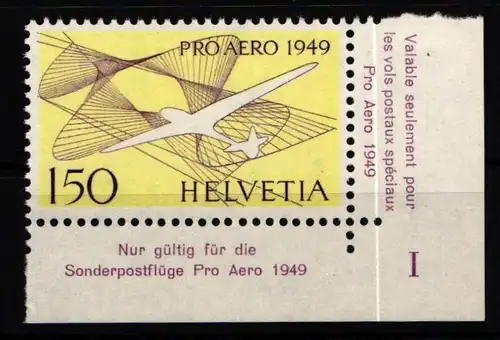 PRO AERO 1949
150 HELVETIA
Nur gültig für die
Sonderpostflüge Pro Aero 1949
Valable seulement pour
les vols postaux spéciaux
Pro Aero 1949
I